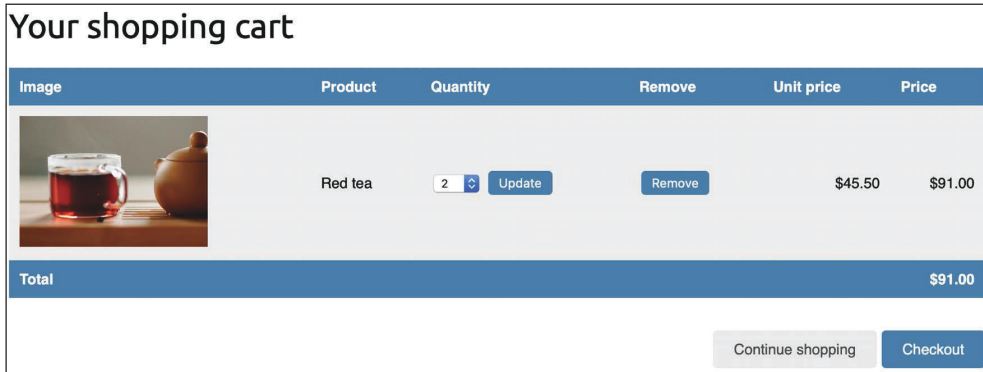 Your shopping cart
Image Product Quantity Remove Unit price Price
Red tea 2 Update Remove $45.50 $91.00
Total $91.00
Continue shopping Checkout